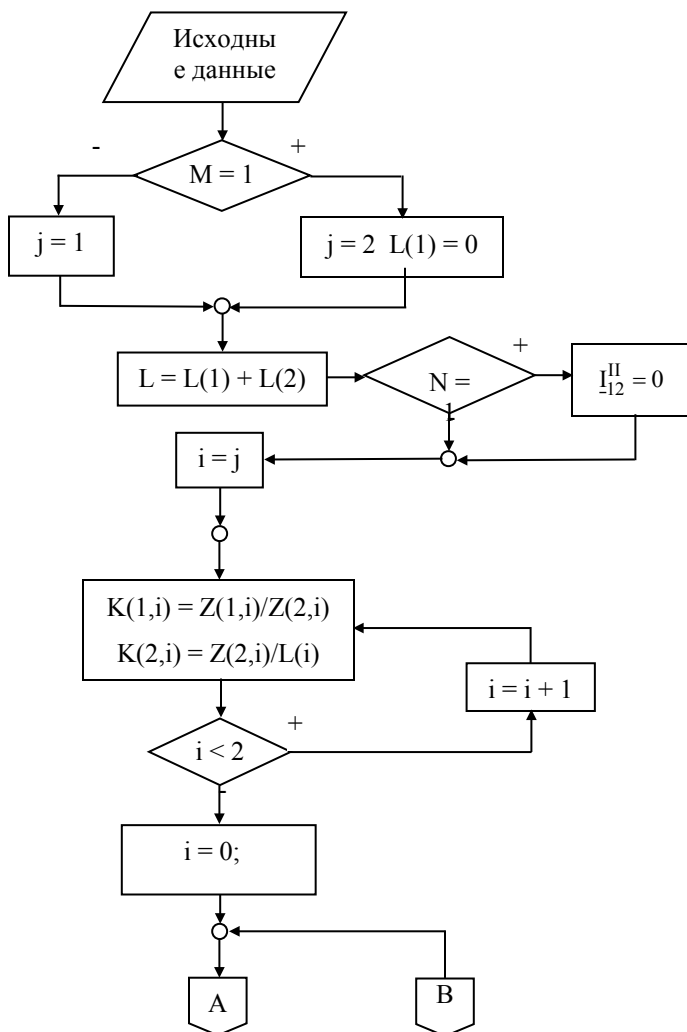 Исходны
е данные
-
+
M = 1
j = 1
j = 2 L(1) = 0
+
L = L(1) + L(2)
N =
1
I₁₂ᴵᴵ = 0
-
i = j
K(1,i) = Z(1,i)/Z(2,i)
K(2,i) = Z(2,i)/L(i)
i = i + 1
+
i < 2
-
i = 0;
A
B